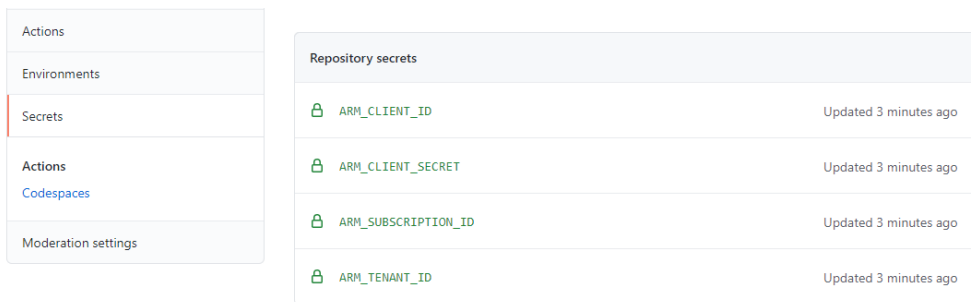 Actions
Environments
Secrets
Actions
Codespaces
Moderation settings
Repository secrets
ARM_CLIENT_ID Updated 3 minutes ago
ARM_CLIENT_SECRET Updated 3 minutes ago
ARM_SUBSCRIPTION_ID Updated 3 minutes ago
ARM_TENANT_ID Updated 3 minutes ago